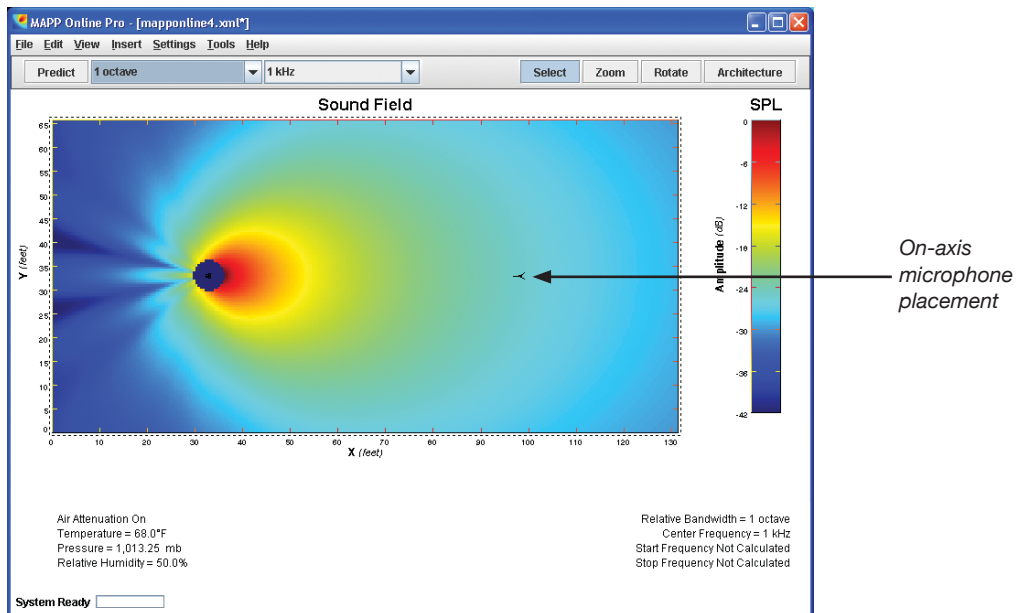 MAPP Online Pro - [mapponline4.xml*]
File Edit View Insert Settings Tools Help
Predict 1 octave 1 kHz Select Zoom Rotate Architecture
Sound Field
SPL
65
60
55
50
45
40
35
30
25
20
15
10
5
0
Y (feet)
0 10 20 30 40 50 60 70 80 90 100 110 120 130
X (feet)
0
-6
-12
-18
-24
-30
-36
-42
Amplitude (dB)
On-axis
microphone
placement
Air Attenuation On
Temperature = 68.0°F
Pressure = 1,013.25 mb
Relative Humidity = 50.0%
Relative Bandwidth = 1 octave
Center Frequency = 1 kHz
Start Frequency Not Calculated
Stop Frequency Not Calculated
System Ready